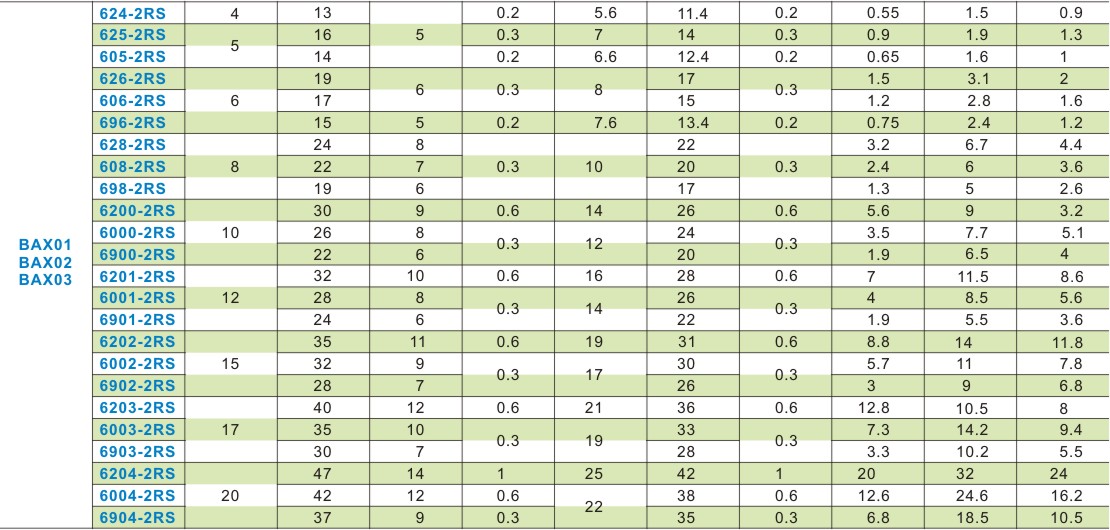 624-2RS 4 13 0.2 5.6 11.4 0.2 0.55 1.5 0.9
625-2RS 5 16 5 0.3 7 14 0.3 0.9 1.9 1.3
605-2RS 14 0.2 6.6 12.4 0.2 0.65 1.6 1
626-2RS 19 6 0.3 8 17 0.3 1.5 3.1 2
606-2RS 6 17 15 1.2 2.8 1.6
696-2RS 15 5 0.2 7.6 13.4 0.2 0.75 2.4 1.2
628-2RS 24 8 22 3.2 6.7 4.4
608-2RS 8 22 7 0.3 10 20 0.3 2.4 6 3.6
698-2RS 19 6 17 1.3 5 2.6
6200-2RS 30 9 0.6 14 26 0.6 5.6 9 3.2
6000-2RS 10 26 8 0.3 12 24 0.3 3.5 7.7 5.1
BAX01
6900-2RS 22 6 20 1.9 6.5 4
BAX02
6201-2RS 32 10 0.6 16 28 0.6 7 11.5 8.6
BAX03
6001-2RS 12 28 8 0.3 14 26 0.3 4 8.5 5.6
6901-2RS 24 6 22 1.9 5.5 3.6
6202-2RS 35 11 0.6 19 31 0.6 8.8 14 11.8
6002-2RS 15 32 9 0.3 17 30 0.3 5.7 11 7.8
6902-2RS 28 7 26 3 9 6.8
6203-2RS 40 12 0.6 21 36 0.6 12.8 10.5 8
6003-2RS 17 35 10 0.3 19 33 0.3 7.3 14.2 9.4
6903-2RS 30 7 28 3.3 10.2 5.5
6204-2RS 47 14 1 25 42 1 20 32 24
6004-2RS 20 42 12 0.6 22 38 0.6 12.6 24.6 16.2
6904-2RS 37 9 0.3 35 0.3 6.8 18.5 10.5